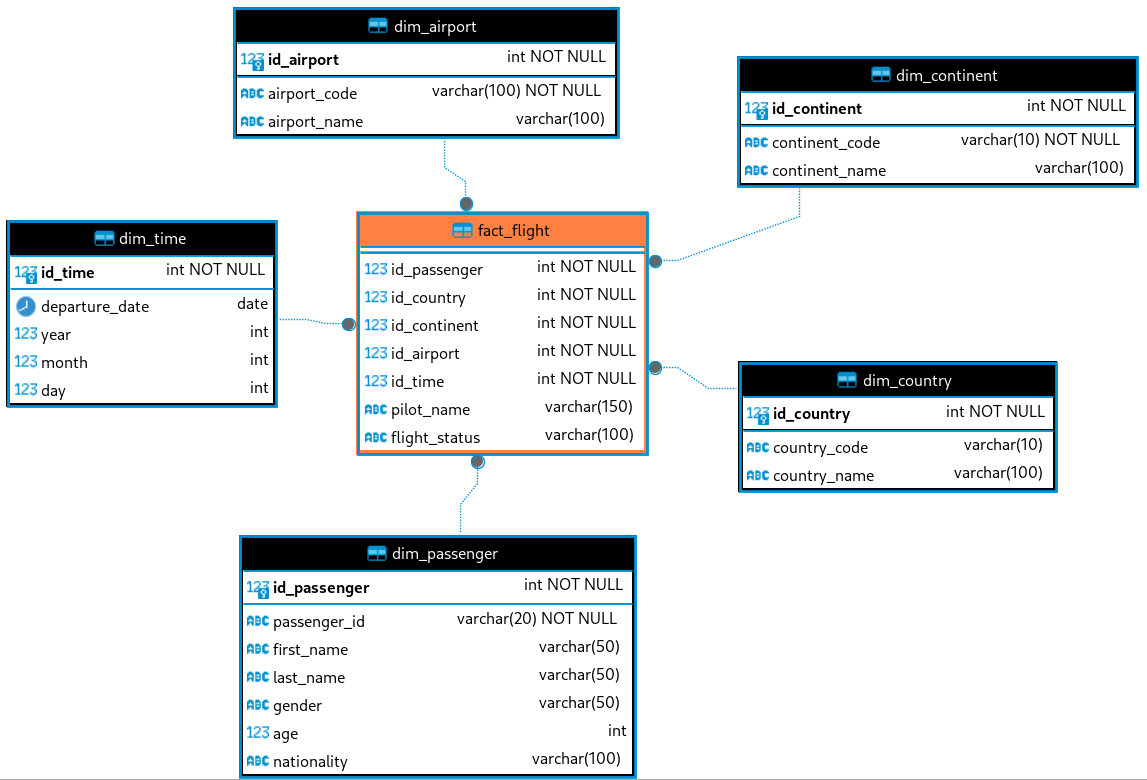 dim_airport
123 id_airport int NOT NULL
ABC airport_code varchar(100) NOT NULL
ABC airport_name varchar(100)
dim_continent
123 id_continent int NOT NULL
ABC continent_code varchar(10) NOT NULL
ABC continent_name varchar(100)
dim_time
123 id_time int NOT NULL
departure_date date
123 year int
123 month int
123 day int
fact_flight
123 id_passenger int NOT NULL
123 id_country int NOT NULL
123 id_continent int NOT NULL
123 id_airport int NOT NULL
123 id_time int NOT NULL
ABC pilot_name varchar(150)
ABC flight_status varchar(100)
dim_country
123 id_country int NOT NULL
ABC country_code varchar(10)
ABC country_name varchar(100)
dim_passenger
123 id_passenger int NOT NULL
ABC passenger_id varchar(20) NOT NULL
ABC first_name varchar(50)
ABC last_name varchar(50)
ABC gender varchar(50)
123 age int
ABC nationality varchar(100)